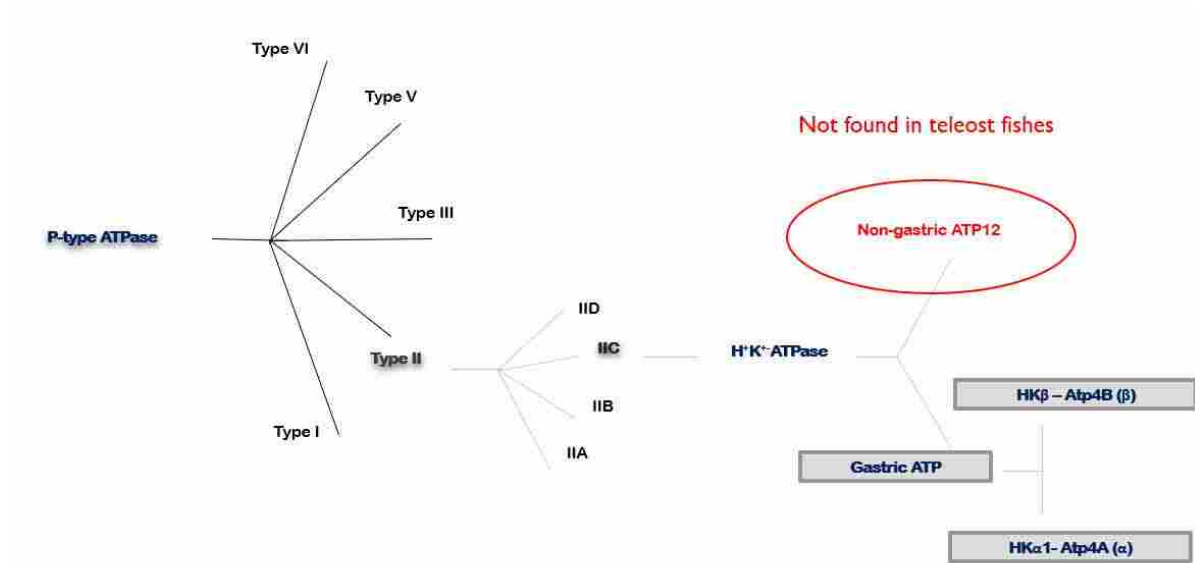 Type VI
Type V
Not found in teleost fishes
Type III
Non-gastric ATP12
P-type ATPase
IID
Type II
IIC
H⁺K⁺-ATPase
HKβ – Atp4B (β)
IIB
Type I
IIA
Gastric ATP
HKα1- Atp4A (α)